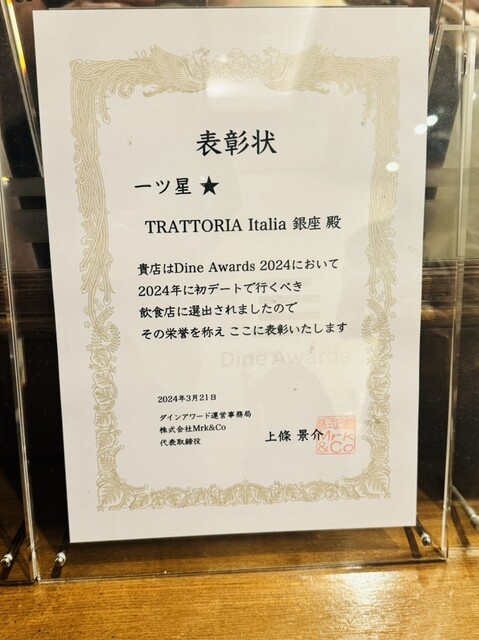 表彰状
一ツ星 ★
TRATTORIA Italia 銀座 殿
貴店はDine Awards 2024において
2024年に初デートで行くべき
飲食店に選出されましたので
その栄誉を称え ここに表彰いたします
Dine Awards
2024年3月21日
ダインアワード運営事務局
株式会社Mrk&Co
代表取締役
上條 景介
株式会社
Mrk
&Co